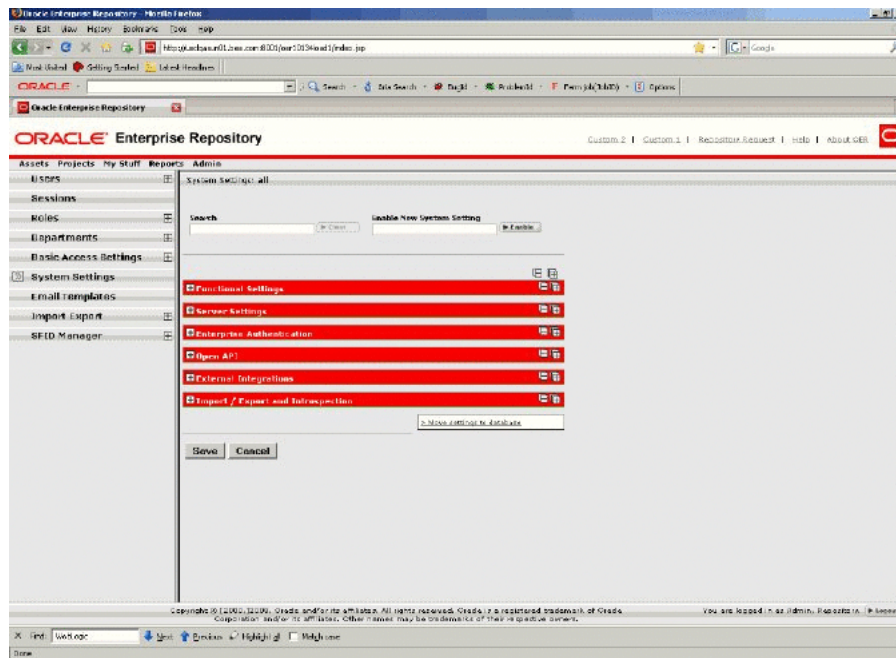 Oracle Enterprise Repository - Mozilla Firefox
File Edit View History Bookmarks Tools Help
Google
Most Visited Getting Started Latest Headlines
ORACLE Search Site Search BugId ProblemId Options
Oracle Enterprise Repository
ORACLE Enterprise Repository
Custom 2 | Custom 1 | Repository Request | Help | About OER
Assets Projects My Stuff Reports Admin
Users
Sessions
Roles
Departments
Basic Access Settings
System Settings
Email Templates
Import Export
SFID Manager
System Settings: all
Search
Enable New System Setting
Clear
Enable
Functional Settings
Server Settings
Enterprise Authentication
Open API
External Integrations
Import / Export and Introspection
> Move settings to database
Save Cancel
Oracle and/or its affiliates. All rights reserved. Oracle is a registered trademark of Oracle
Corporation and/or its affiliates. Other names may be trademarks of their respective owners.
You are logged in as Admin, Repository
Find: Next Previous Highlight all Match case
Done